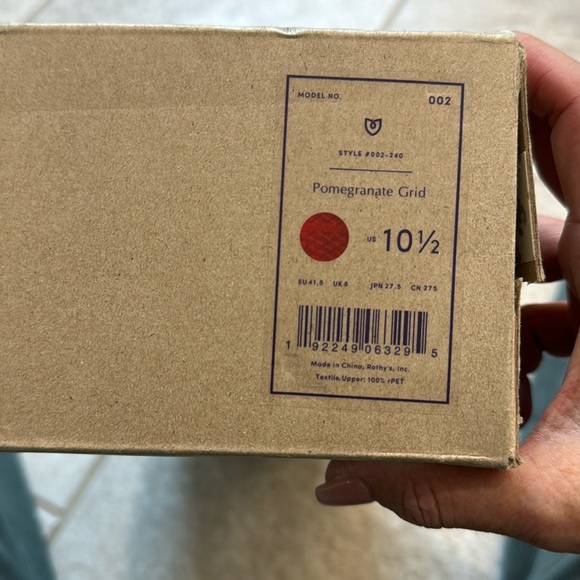 MODEL NO. 002
STYLE #002-240
Pomegranate Grid
US 10½
EU 41.5 UK 8 JPN 27.5 CN 275
1 92249 06329 5
Made in China, Rothy's, Inc.
Textile Upper: 100% rPET